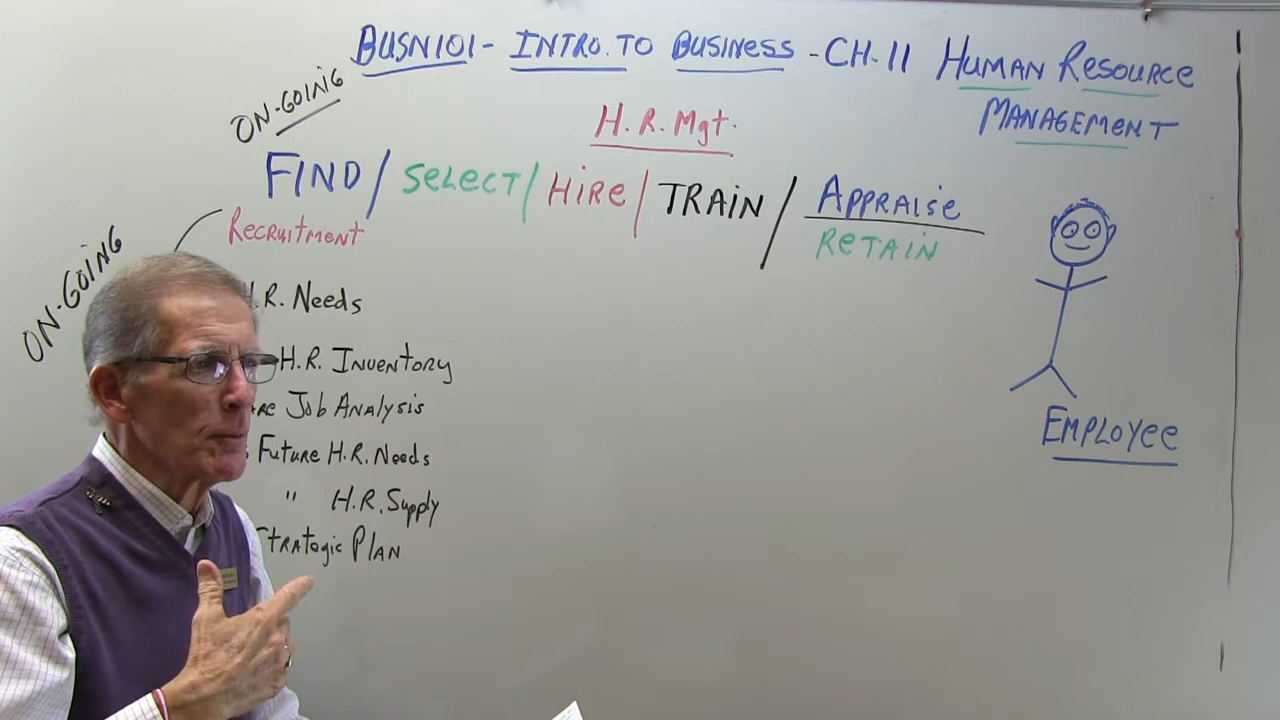 BUSN101 - INTRO. TO BUSINESS - CH. 11 HUMAN RESOURCE
MANAGEMENT
ON-GOING
H.R. Mgt.
FIND / SELECT / HIRE / TRAIN / APPRAISE
RECRUITMENT
RETAIN
ON-GOING
H.R. Needs
H.R. INVENTORY
JOB ANALYSIS
Future H.R. Needs
" H.R. Supply
STRATEGIC PLAN
EMPLOYEE